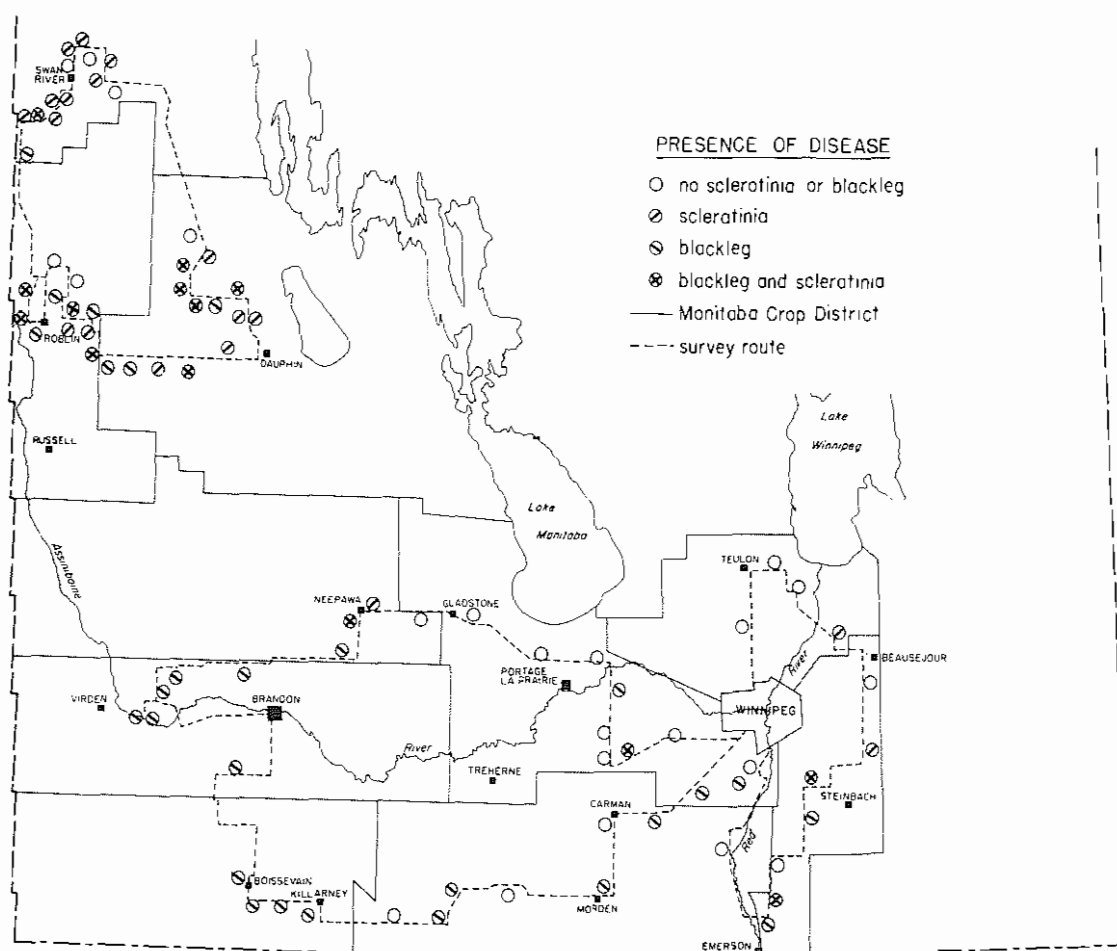 SWAN
RIVER
PRESENCE OF DISEASE
no sclerotinia or blackleg
scleratinia
blackleg
blackleg and scleratinia
Manitoba Crop District
survey route
ROBLIN
DAUPHIN
RUSSELL
Lake
Winnipeg
Lake
Manitoba
Assiniboine
TEULON
NEEPAWA
GLADSTONE
BEAUSEJOUR
River
PORTAGE
LA PRAIRIE
VIRDEN
BRANDON
WINNIPEG
River
TREHERNE
STEINBACH
CARMAN
Red
BOISSEVAIN
KILLARNEY
MORDEN
EMERSON